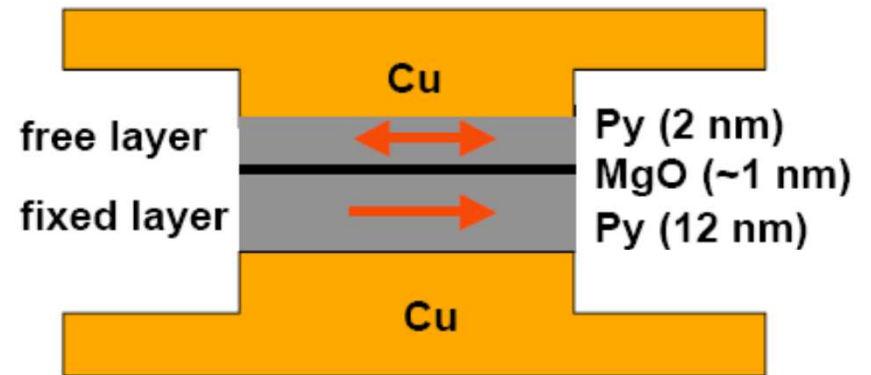 Cu
free layer
Py (2 nm)
MgO (~1 nm)
fixed layer
Py (12 nm)
Cu